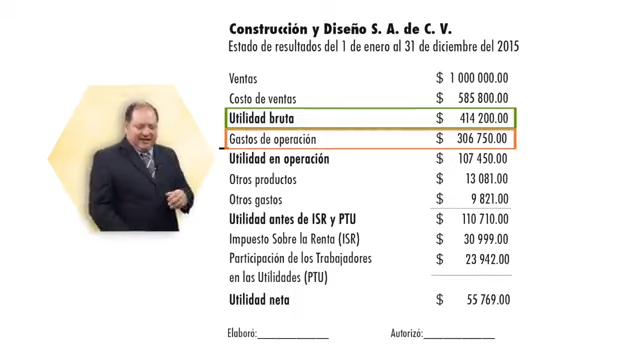 Construcción y Diseño S. A. de C. V.
Estado de resultados del 1 de enero al 31 de diciembre del 2015
Ventas $ 1 000 000.00
Costo de ventas $ 585 800.00
Utilidad bruta $ 414 200.00
Gastos de operación $ 306 750.00
Utilidad en operación $ 107 450.00
Otros productos $ 13 081.00
Otros gastos $ 9 821.00
Utilidad antes de ISR y PTU $ 110 710.00
Impuesto Sobre la Renta (ISR) $ 30 999.00
Participación de los Trabajadores $ 23 942.00
en las Utilidades (PTU)
Utilidad neta $ 55 769.00
Elaboró:____________ Autorizó:____________